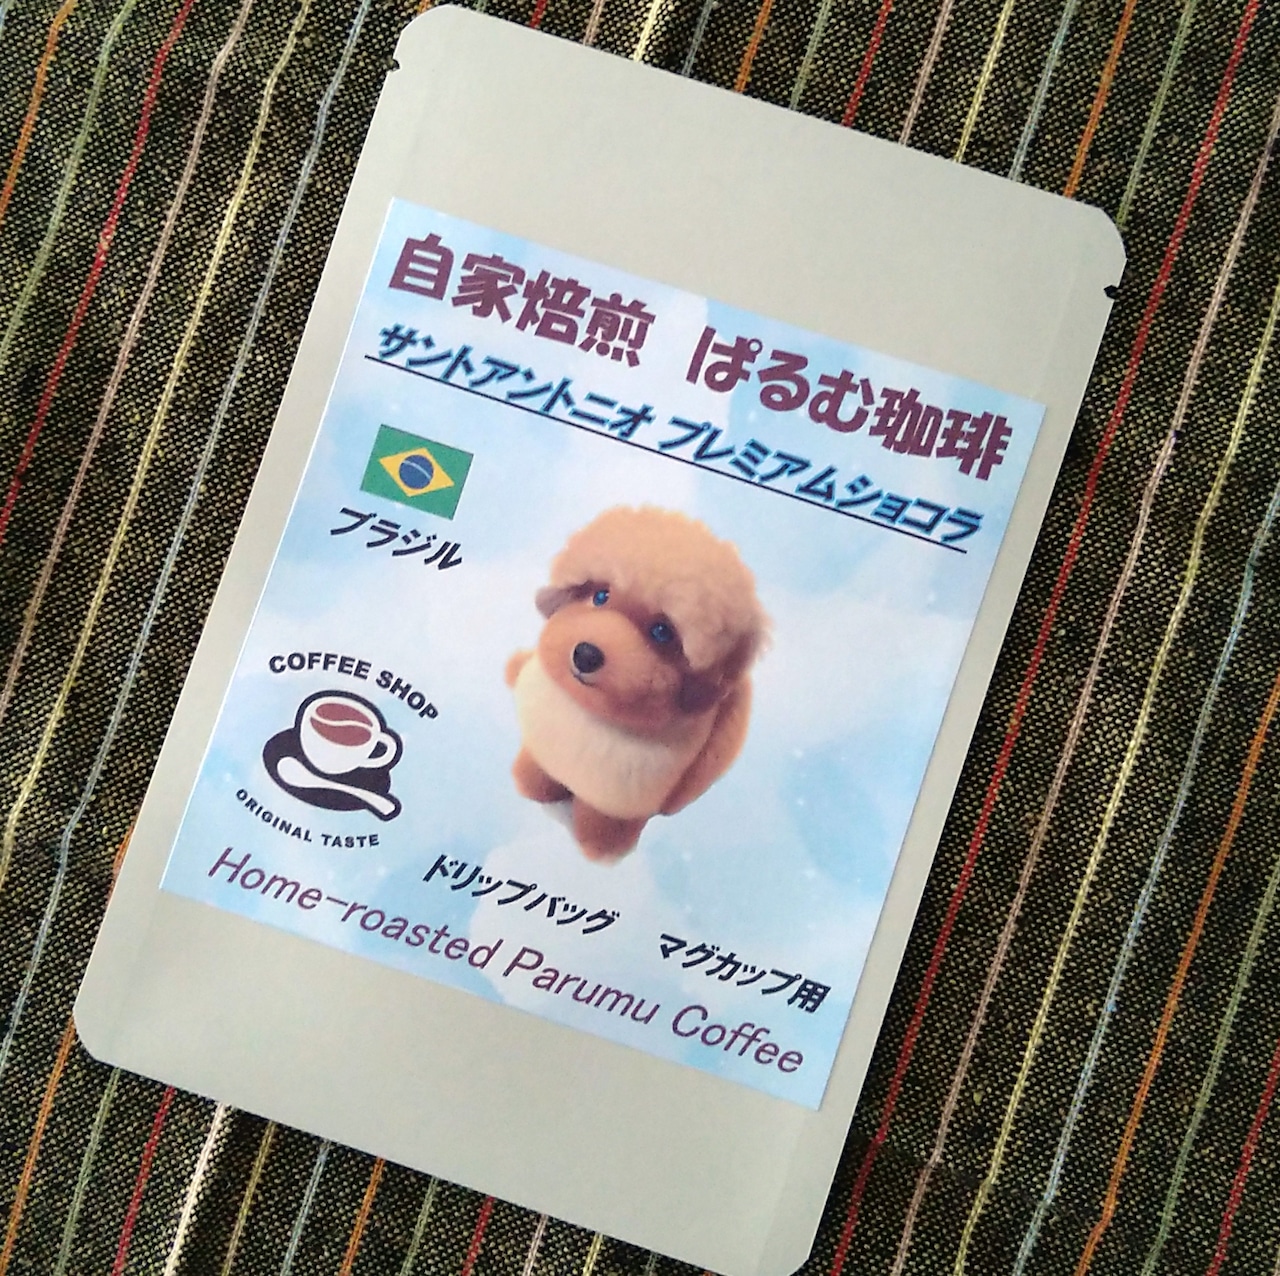 自家焙煎 ぱるむ珈琲
サントアントニオ プレミアムショコラ
ブラジル
COFFEE SHOP
ORIGINAL TASTE
ドリップバッグ マグカップ用
Home-roasted Parumu Coffee